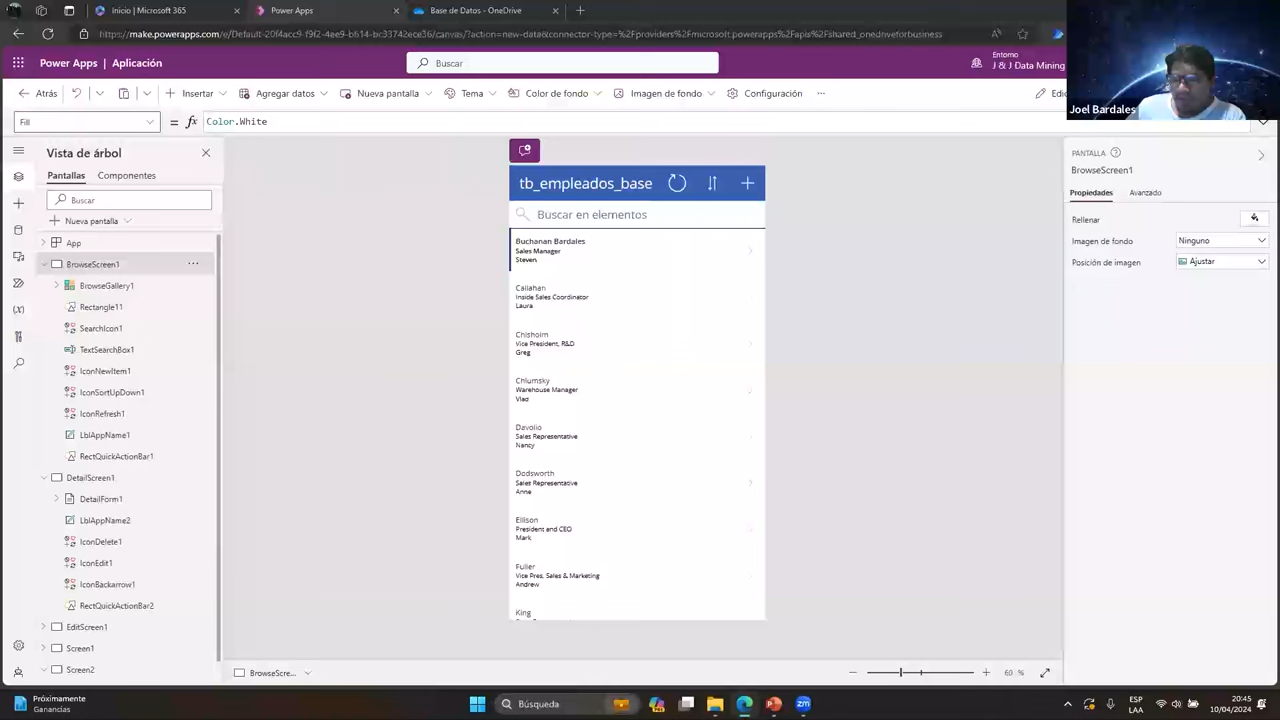 Inicio | Microsoft 365
Power Apps
Base de Datos - OneDrive
https://make.powerapps.com/e/Default-20f4acc9-f9f2-4ee9-b514-bc33742ece36/canvas/?action=new-data&connector-type=%2Fproviders%2Fmicrosoft.powerapps%2Fapis%2Fshared_onedriveforbusiness
Power Apps | Aplicación
Buscar
Entorno
J & J Data Mining
Joel Bardales
Atrás
Insertar
Agregar datos
Nueva pantalla
Tema
Color de fondo
Imagen de fondo
Configuración
Fill
= fx Color.White
Vista de árbol
Pantallas
Componentes
Buscar
Nueva pantalla
App
BrowseScreen1
BrowseGallery1
Rectangle11
SearchIcon1
TextSearchBox1
IconNewItem1
IconSortUpDown1
IconRefresh1
LblAppName1
RectQuickActionBar1
DetailScreen1
DetailForm1
LblAppName2
IconDelete1
IconEdit1
IconBackarrow1
RectQuickActionBar2
EditScreen1
Screen1
Screen2
tb_empleados_base
Buscar en elementos
Buchanan Bardales
Sales Manager
Steven
Callahan
Inside Sales Coordinator
Laura
Chisholm
Vice President, R&D
Greg
Chlumsky
Warehouse Manager
Vlad
Davolio
Sales Representative
Nancy
Dodsworth
Sales Representative
Anne
Ellison
President and CEO
Mark
Fuller
Vice Pres, Sales & Marketing
Andrew
King
BrowseScre...
60 %
PANTALLA
BrowseScreen1
Propiedades
Avanzado
Rellenar
Imagen de fondo
Ninguno
Posición de imagen
Ajustar
Próximamente
Ganancias
Búsqueda
ESP
LAA
20:45
10/04/2024